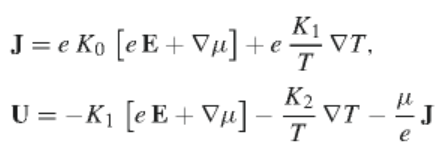 J = e K₀ [e E + ∇μ] + e K₁/T ∇T,
U = −K₁ [e E + ∇μ] − K₂/T ∇T − μ/e J